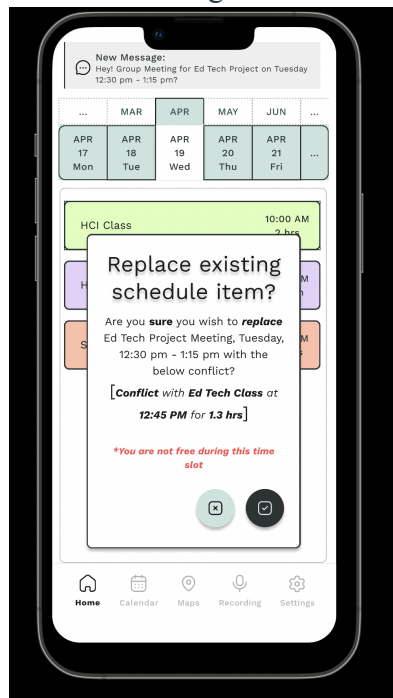 New Message:
Hey! Group Meeting for Ed Tech Project on Tuesday
12:30 pm - 1:15 pm?
... MAR APR MAY JUN ...
APR APR APR APR APR
17 18 19 20 21 ...
Mon Tue Wed Thu Fri
10:00 AM
HCI Class
2 hrs
Replace existing
schedule item?
Are you sure you wish to replace
Ed Tech Project Meeting, Tuesday,
12:30 pm - 1:15 pm with the
below conflict?
[Conflict with Ed Tech Class at
12:45 PM for 1.3 hrs]
*You are not free during this time
slot
Home Calendar Maps Recording Settings